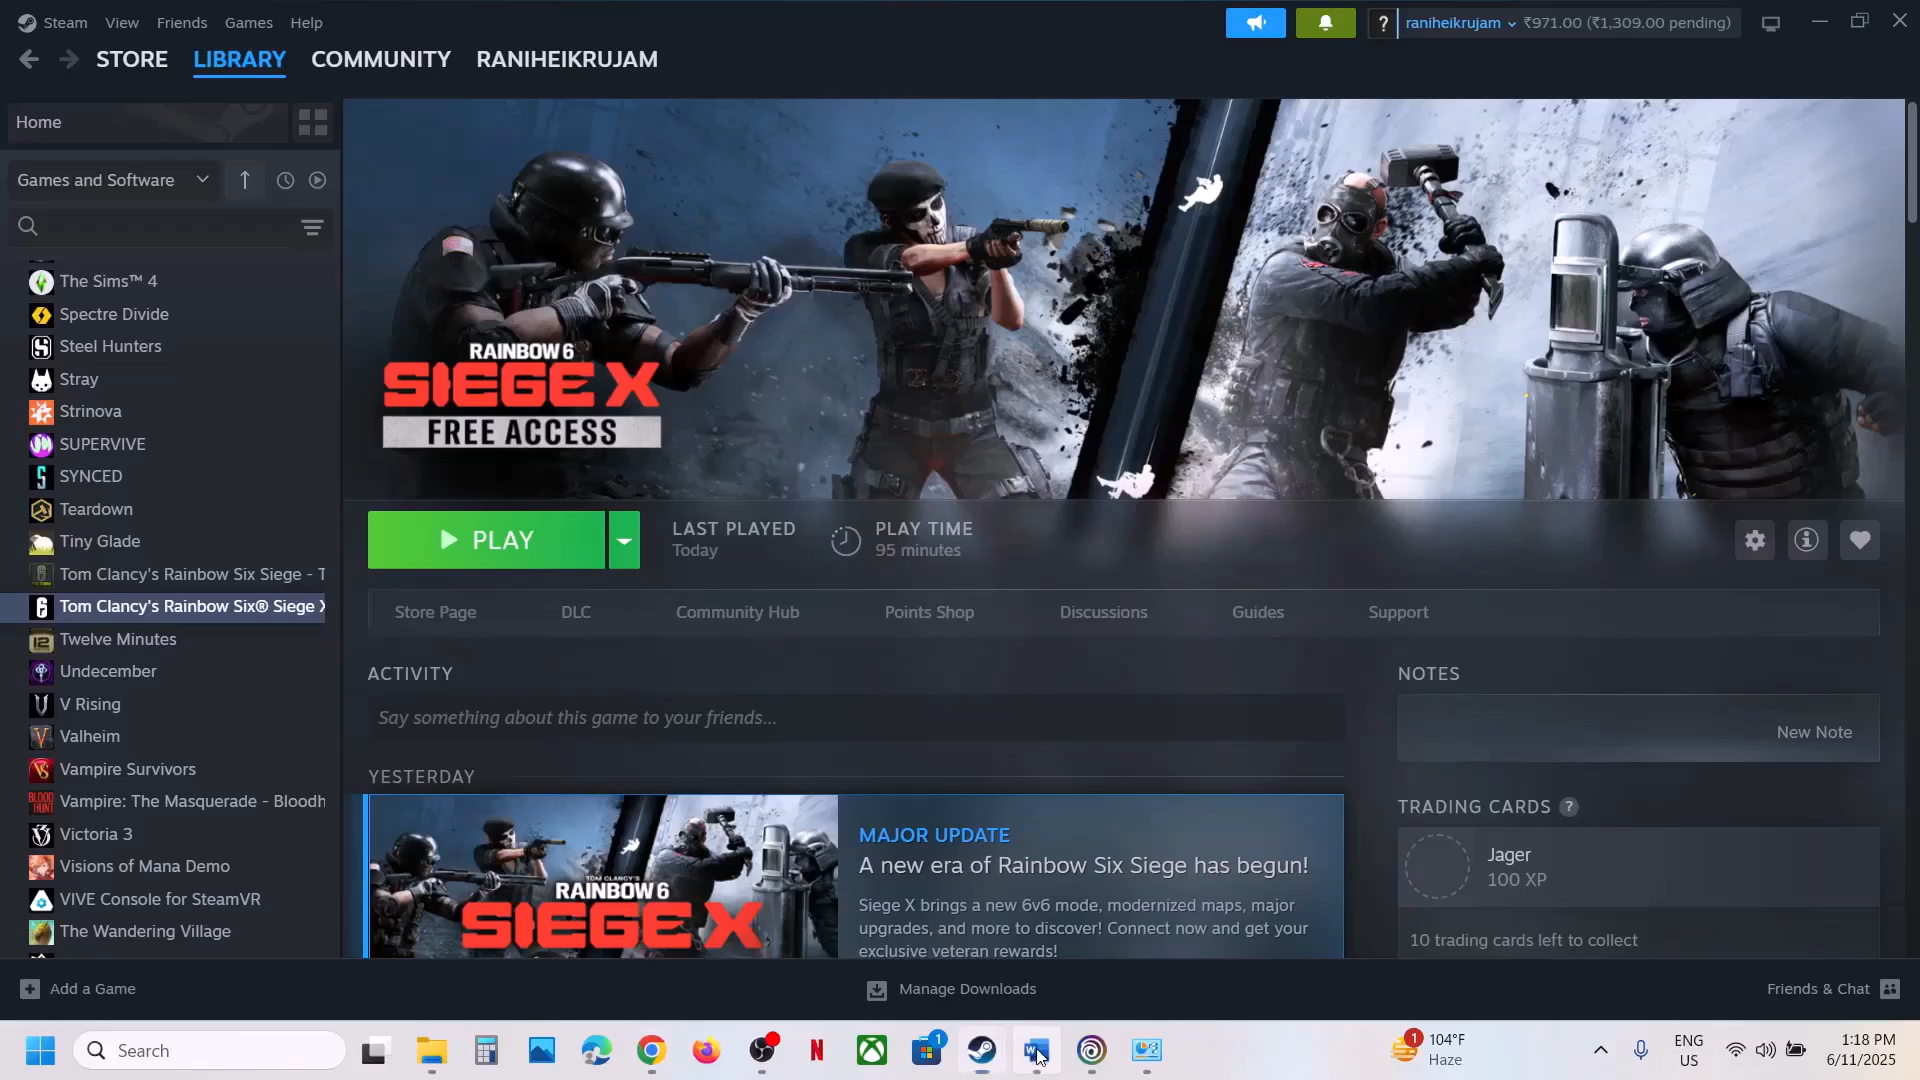 Steam View Friends Games Help
? raniheikrujam ₹971.00 (₹1,309.00 pending)
STORE LIBRARY COMMUNITY RANIHEIKRUJAM
Home
Games and Software
The Sims™ 4
Spectre Divide
Steel Hunters
Stray
Strinova
SUPERVIVE
SYNCED
Teardown
Tiny Glade
Tom Clancy's Rainbow Six Siege - T
Tom Clancy's Rainbow Six® Siege X
Twelve Minutes
Undecember
V Rising
Valheim
Vampire Survivors
Vampire: The Masquerade - Bloodh
Victoria 3
Visions of Mana Demo
VIVE Console for SteamVR
The Wandering Village
RAINBOW 6
SIEGE X
FREE ACCESS
PLAY
LAST PLAYED
Today
PLAY TIME
95 minutes
Store Page DLC Community Hub Points Shop Discussions Guides Support
ACTIVITY
Say something about this game to your friends...
YESTERDAY
TOM CLANCY'S
RAINBOW 6
SIEGE X
MAJOR UPDATE
A new era of Rainbow Six Siege has begun!
Siege X brings a new 6v6 mode, modernized maps, major
upgrades, and more to discover! Connect now and get your
exclusive veteran rewards!
NOTES
New Note
TRADING CARDS ?
Jager
100 XP
10 trading cards left to collect
Add a Game
Manage Downloads
Friends & Chat
Search
1
1
104°F
Haze
ENG
US
1:18 PM
6/11/2025